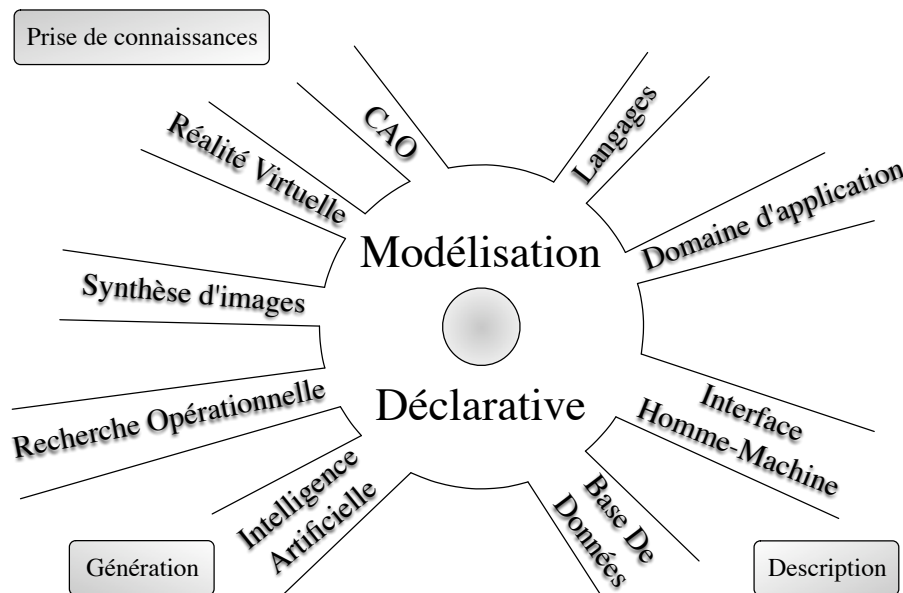 Prise de connaissances
CAO
Langages
Réalité Virtuelle
Domaine d'application
Modélisation
Synthèse d'images
Déclarative
Recherche Opérationnelle
Interface
Homme-Machine
Intelligence
Artificielle
Base De
Données
Génération
Description